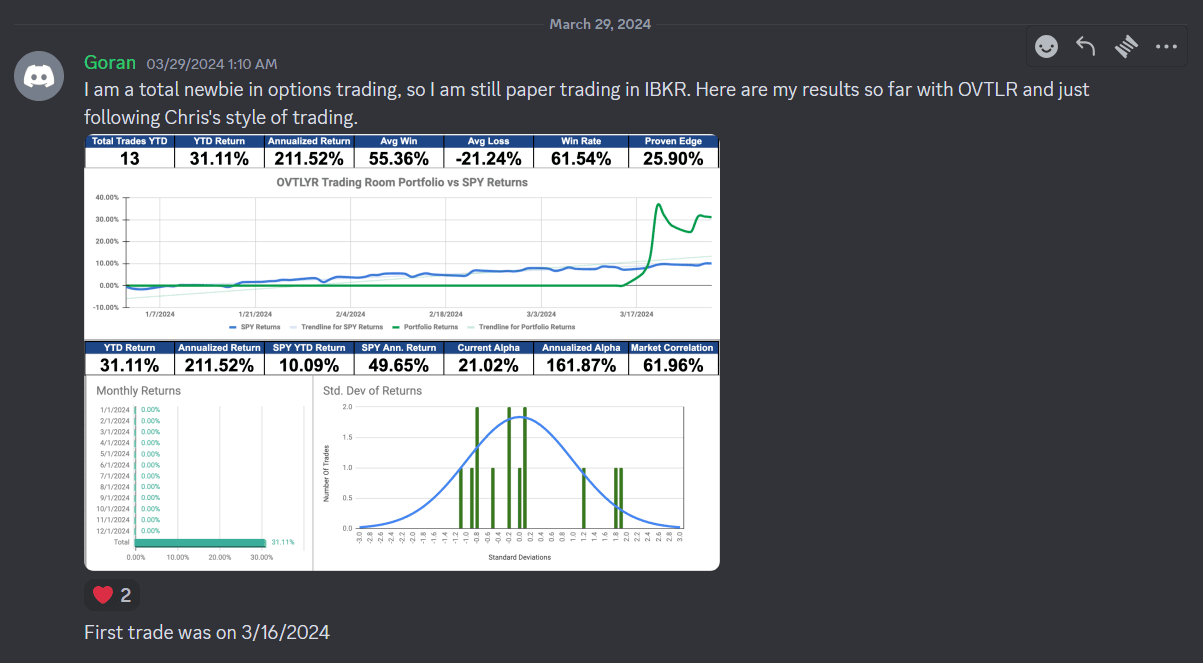 March 29, 2024
Goran 03/29/2024 1:10 AM
I am a total newbie in options trading, so I am still paper trading in IBKR. Here are my results so far with OVTLR and just
following Chris's style of trading.
Total Trades YTD YTD Return Annualized Return Avg Win Avg Loss Win Rate Proven Edge
13 31.11% 211.52% 55.36% -21.24% 61.54% 25.90%
OVTLYR Trading Room Portfolio vs SPY Returns
40.00%
30.00%
20.00%
10.00%
0.00%
-10.00%
1/7/2024 1/21/2024 2/4/2024 2/18/2024 3/3/2024 3/17/2024
SPY Returns Trendline for SPY Returns Portfolio Returns Trendline for Portfolio Returns
YTD Return Annualized Return SPY YTD Return SPY Ann. Return Current Alpha Annualized Alpha Market Correlation
31.11% 211.52% 10.09% 49.65% 21.02% 161.87% 61.96%
Monthly Returns
1/1/2024 0.00%
2/1/2024 0.00%
3/1/2024 0.00%
4/1/2024 0.00%
5/1/2024 0.00%
6/1/2024 0.00%
7/1/2024 0.00%
8/1/2024 0.00%
9/1/2024 0.00%
10/1/2024 0.00%
11/1/2024 0.00%
12/1/2024 0.00%
Total 31.11%
0.00% 10.00% 20.00% 30.00%
Std. Dev of Returns
Number Of Trades
2.0
1.5
1.0
0.5
0.0
-3.0 -2.8 -2.6 -2.4 -2.2 -2.0 -1.8 -1.6 -1.4 -1.2 -1.0 -0.8 -0.6 -0.4 -0.2 0.0 0.2 0.4 0.6 0.8 1.0 1.2 1.4 1.6 1.8 2.0 2.2 2.4 2.6 2.8 3.0
Standard Deviations
2
First trade was on 3/16/2024